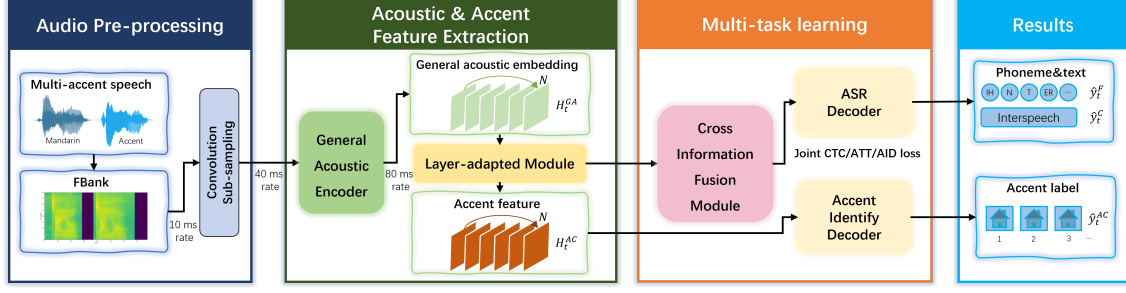 Audio Pre-processing
Multi-accent speech
Mandarin
Accent
FBank
10 ms
rate
Convolution
Sub-sampling
40 ms
rate
Acoustic & Accent
Feature Extraction
General
Acoustic
Encoder
80 ms
rate
General acoustic embedding
N
H_t^{GA}
Layer-adapted Module
Accent feature
N
H_t^{AC}
Multi-task learning
Cross
Information
Fusion
Module
ASR
Decoder
Joint CTC/ATT/AID loss
Accent
Identify
Decoder
Results
Phoneme&text
IH N T ER ...
ŷ_t^F
Interspeech
ŷ_t^C
Accent label
ŷ_t^{AC}
1 2 3 ...